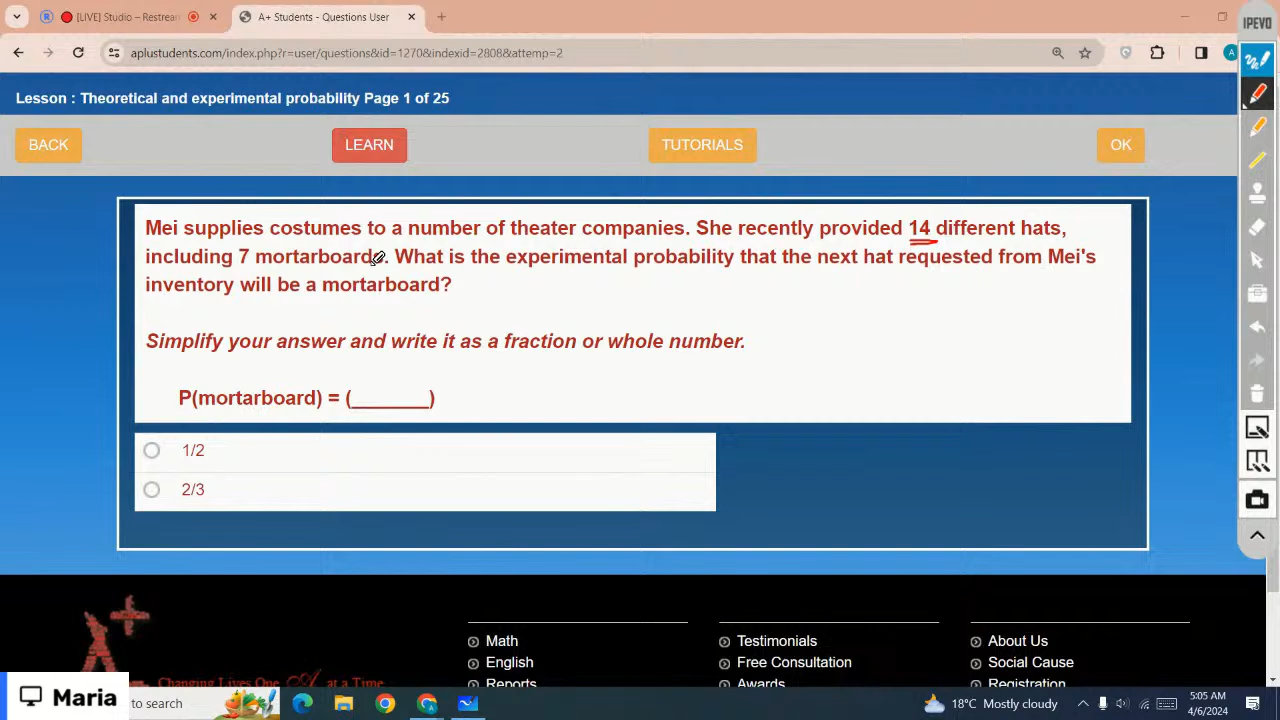 [LIVE] Studio – Restream
A+ Students - Questions User
IPEVO
aplustudents.com/index.php?r=user/questions&id=1270&indexid=2808&attemp=2
A
Lesson : Theoretical and experimental probability Page 1 of 25
BACK
LEARN
TUTORIALS
OK
Mei supplies costumes to a number of theater companies. She recently provided 14 different hats,
including 7 mortarboards. What is the experimental probability that the next hat requested from Mei's
inventory will be a mortarboard?
Simplify your answer and write it as a fraction or whole number.
P(mortarboard) = (_______)
1/2
2/3
Math
Testimonials
About Us
English
Free Consultation
Social Cause
Reports
Awards
Registration
Changing Lives One A+ at a Time
Maria
to search
18°C Mostly cloudy
5:05 AM
4/6/2024